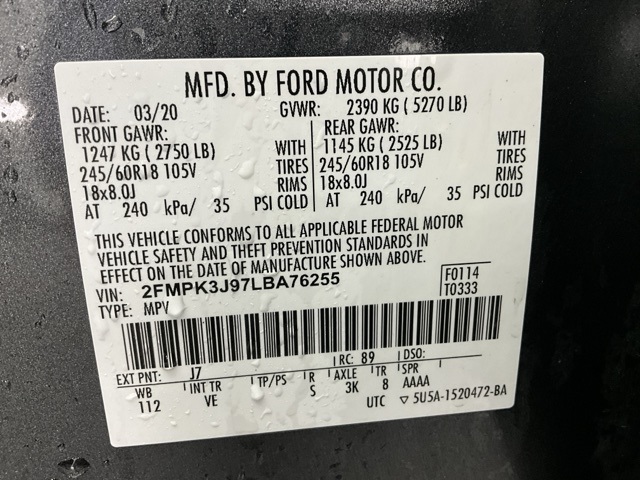 MFD. BY FORD MOTOR CO.
DATE: 03/20 GVWR: 2390 KG ( 5270 LB)
FRONT GAWR: REAR GAWR:
1247 KG ( 2750 LB) WITH 1145 KG ( 2525 LB) WITH
245/60R18 105V TIRES 245/60R18 105V TIRES
18x8.0J RIMS 18x8.0J RIMS
AT 240 kPa/ 35 PSI COLD AT 240 kPa/ 35 PSI COLD
THIS VEHICLE CONFORMS TO ALL APPLICABLE FEDERAL MOTOR
VEHICLE SAFETY AND THEFT PREVENTION STANDARDS IN
EFFECT ON THE DATE OF MANUFACTURE SHOWN ABOVE.
VIN: 2FMPK3J97LBA76255 F0114
TYPE: MPV T0333
RC: 89 DSO:
EXT PNT: J7
WB INT TR TP/PS R AXLE TR SPR
112 VE S 3K 8 AAAA
UTC ▽ 5U5A-1520472-BA